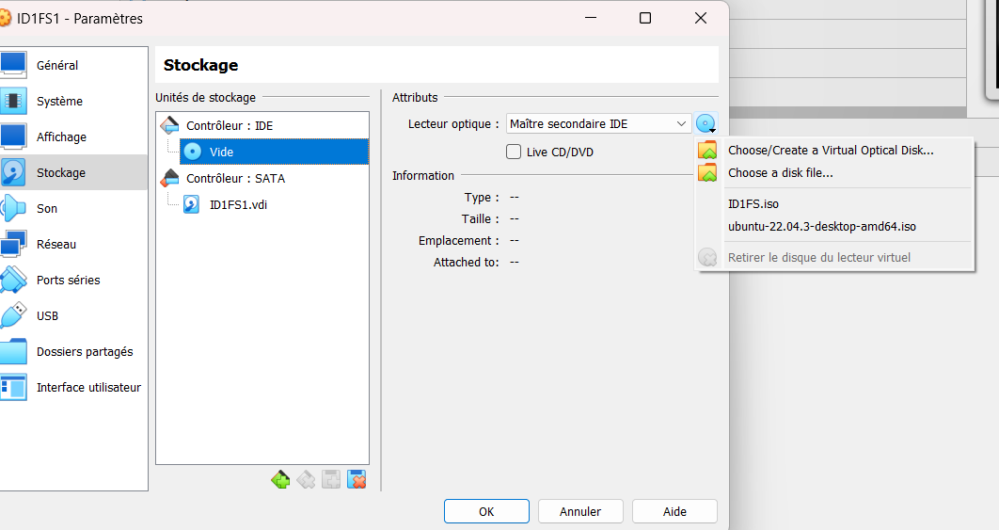 ID1FS1 - Paramètres
Général
Système
Affichage
Stockage
Son
Réseau
Ports séries
USB
Dossiers partagés
Interface utilisateur
Stockage
Unités de stockage
Contrôleur : IDE
Vide
Contrôleur : SATA
ID1FS1.vdi
Attributs
Lecteur optique : Maître secondaire IDE
Live CD/DVD
Information
Type : --
Taille : --
Emplacement : --
Attached to: --
Choose/Create a Virtual Optical Disk...
Choose a disk file...
ID1FS.iso
ubuntu-22.04.3-desktop-amd64.iso
Retirer le disque du lecteur virtuel
OK
Annuler
Aide